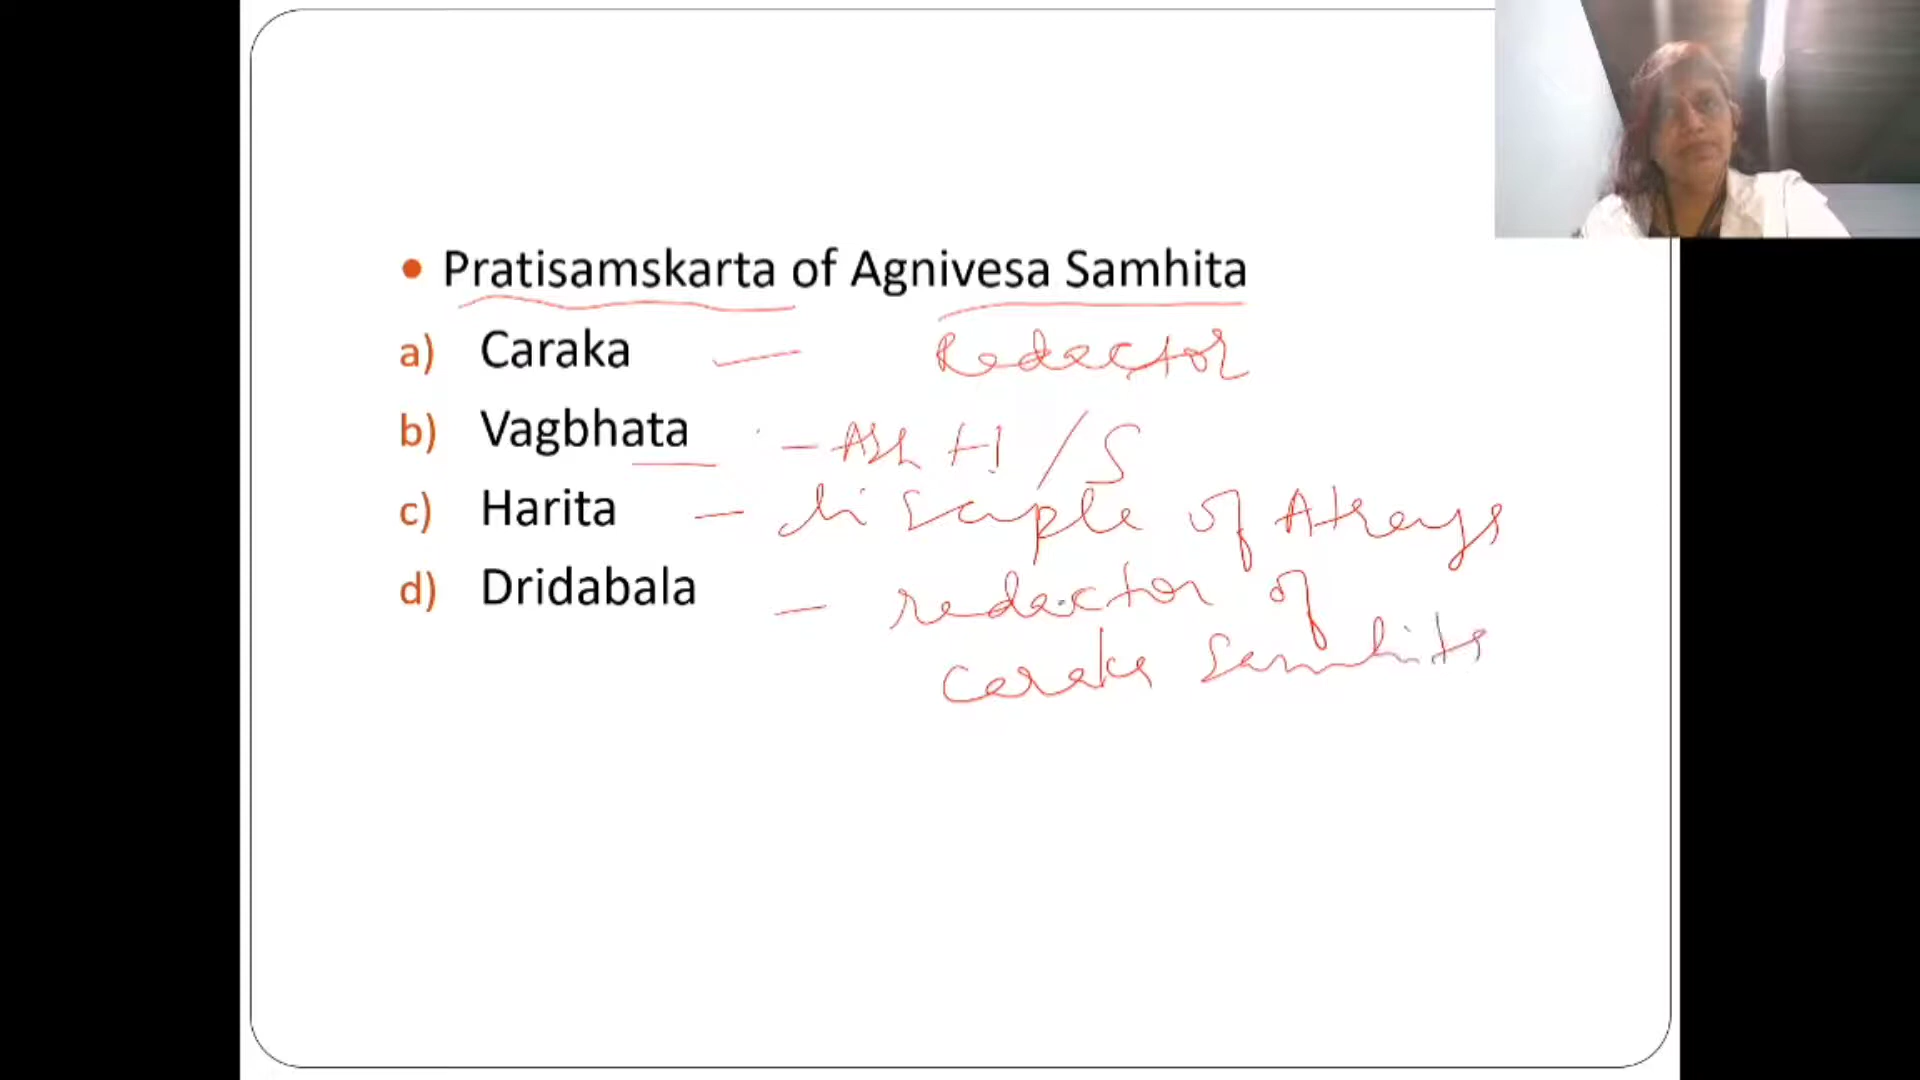 • Pratisamskarta of Agnivesa Samhita
a) Caraka — Redactor
b) Vagbhata — Ash H / S
c) Harita — disciple of Atreya
d) Dridabala — redactor of
Caraka Samhita